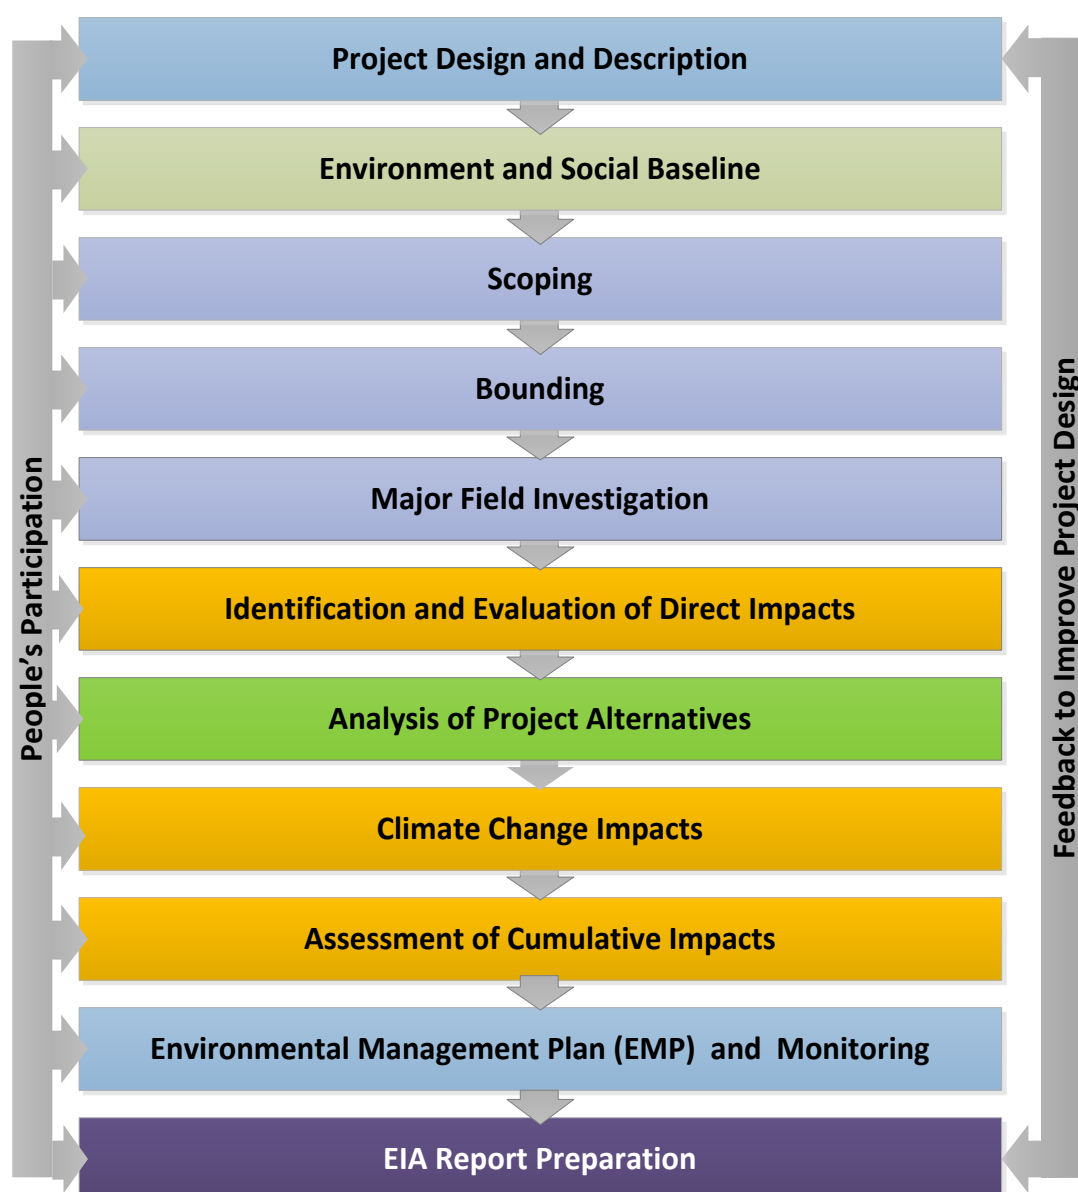 Project Design and Description
Environment and Social Baseline
Scoping
Bounding
Major Field Investigation
Identification and Evaluation of Direct Impacts
Analysis of Project Alternatives
Climate Change Impacts
Assessment of Cumulative Impacts
Environmental Management Plan (EMP)  and  Monitoring
EIA Report Preparation
People’s Participation
Feedback to Improve Project Design